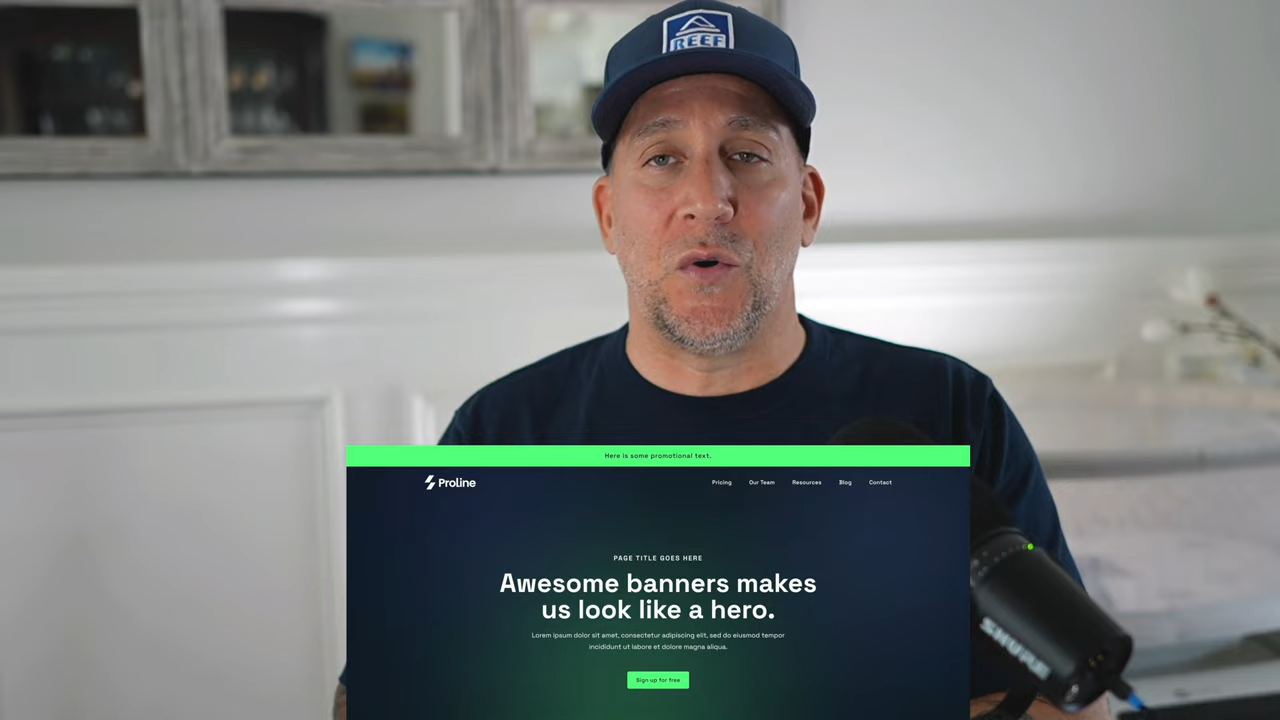 REEF
Here is some promotional text.
Proline
Pricing Our Team Resources Blog Contact
PAGE TITLE GOES HERE
Awesome banners makes
us look like a hero.
Lorem ipsum dolor sit amet, consectetur adipiscing elit, sed do eiusmod tempor
incididunt ut labore et dolore magna aliqua.
Sign up for free
SHURE